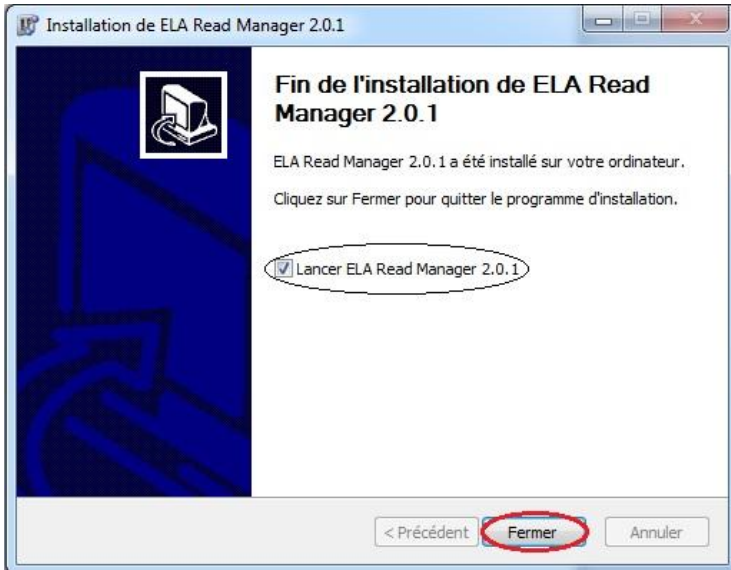 Installation de ELA Read Manager 2.0.1
Fin de l'installation de ELA Read
Manager 2.0.1
ELA Read Manager 2.0.1 a été installé sur votre ordinateur.
Cliquez sur Fermer pour quitter le programme d'installation.
Lancer ELA Read Manager 2.0.1
< Précédent Fermer Annuler